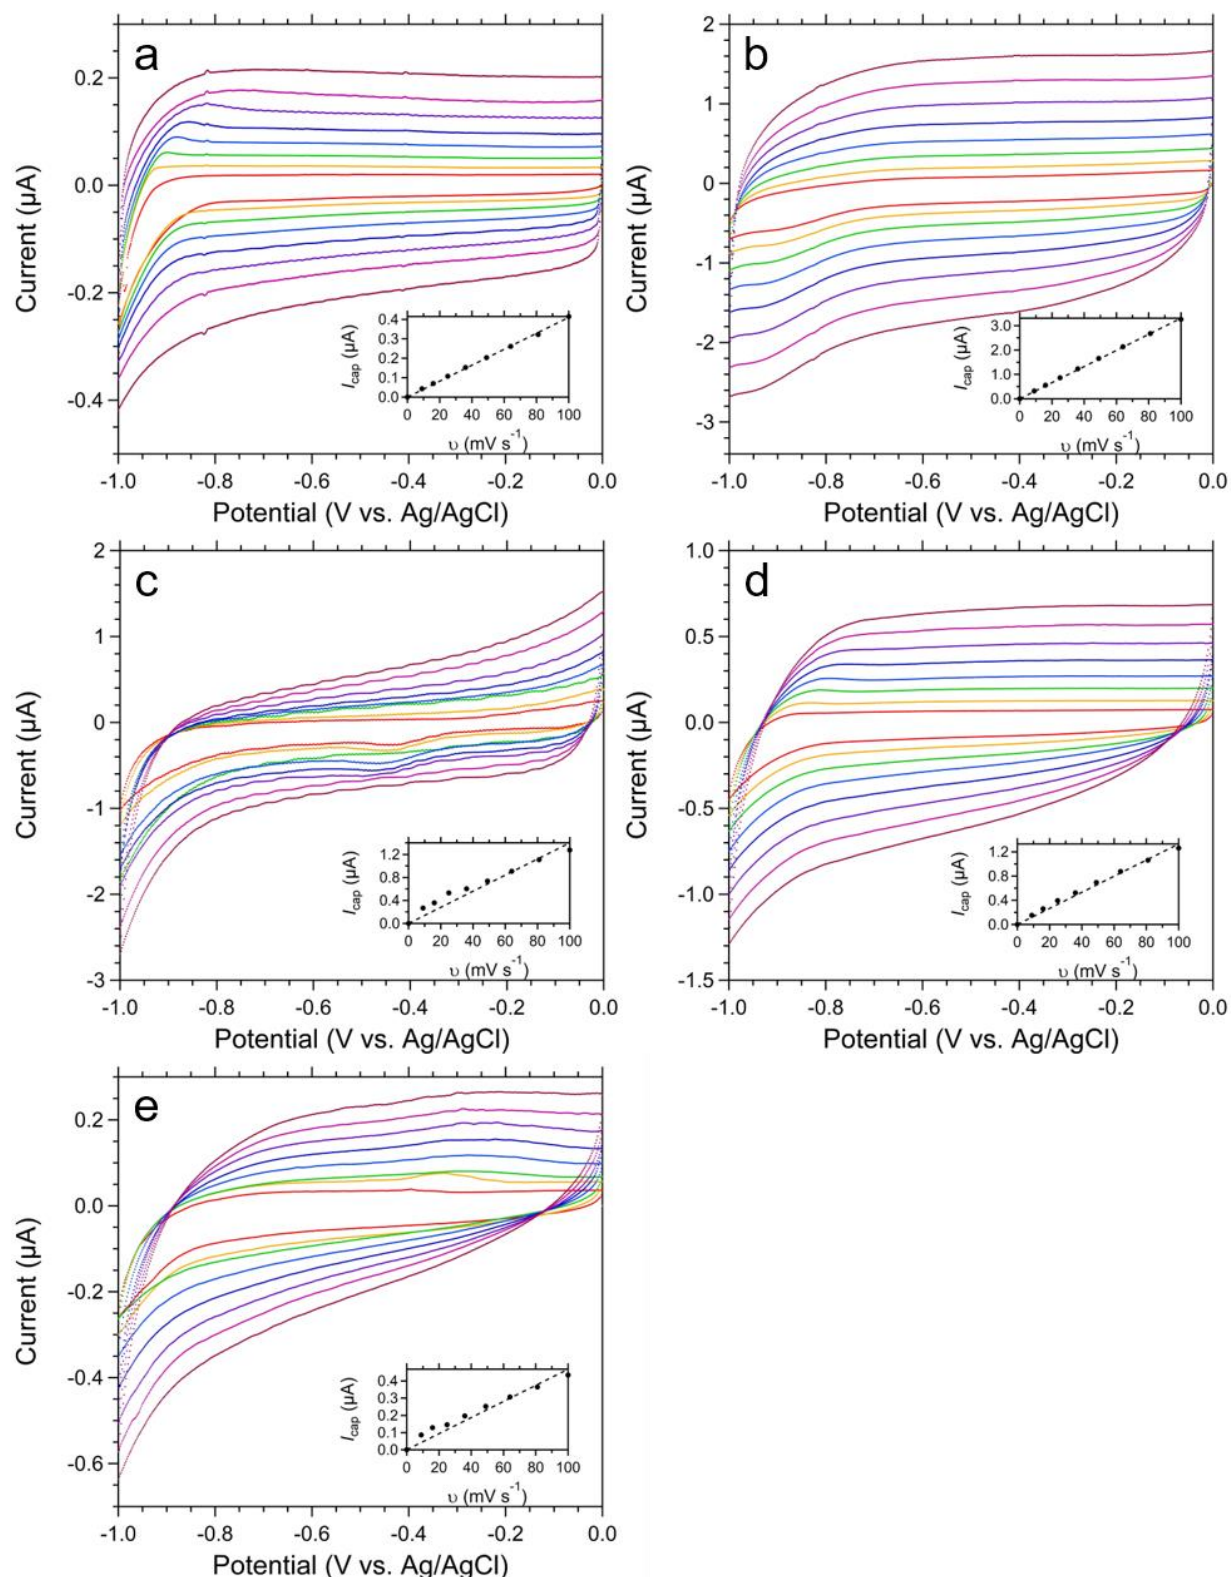 a
b
0.2
0.0
-0.2
-0.4
Current (µA)
-1.0 -0.8 -0.6 -0.4 -0.2 0.0
Potential (V vs. Ag/AgCl)
0.4
0.3
0.2
0.1
0.0
Icap (µA)
0 20 40 60 80 100
υ (mV s⁻¹)
2
1
0
-1
-2
-3
Current (µA)
-1.0 -0.8 -0.6 -0.4 -0.2 0.0
Potential (V vs. Ag/AgCl)
3.0
2.0
1.0
0.0
Icap (µA)
0 20 40 60 80 100
υ (mV s⁻¹)
c
d
2
1
0
-1
-2
-3
Current (µA)
-1.0 -0.8 -0.6 -0.4 -0.2 0.0
Potential (V vs. Ag/AgCl)
1.2
0.8
0.4
0.0
Icap (µA)
0 20 40 60 80 100
υ (mV s⁻¹)
1.0
0.5
0.0
-0.5
-1.0
-1.5
Current (µA)
-1.0 -0.8 -0.6 -0.4 -0.2 0.0
Potential (V vs. Ag/AgCl)
1.2
0.8
0.4
0.0
Icap (µA)
0 20 40 60 80 100
υ (mV s⁻¹)
e
0.2
0.0
-0.2
-0.4
-0.6
Current (µA)
-1.0 -0.8 -0.6 -0.4 -0.2 0.0
Potential (V vs. Ag/AgCl)
0.4
0.3
0.2
0.1
0.0
Icap (µA)
0 20 40 60 80 100
υ (mV s⁻¹)